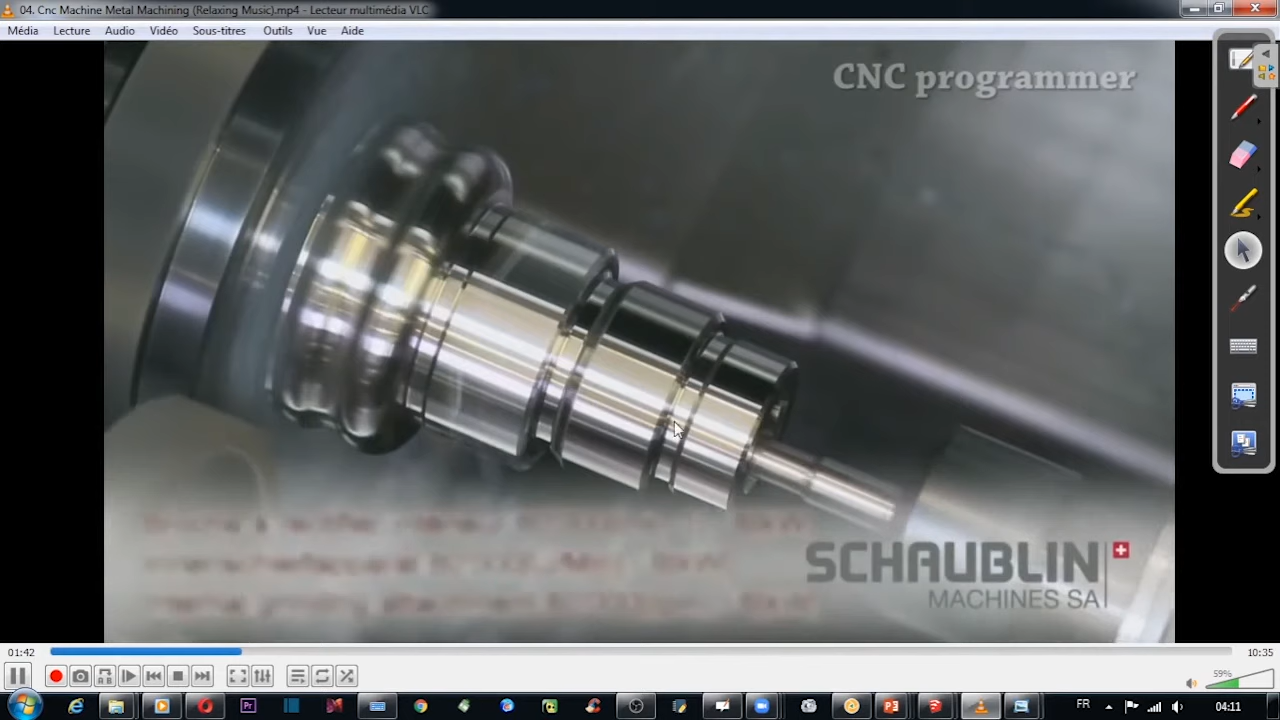 04. Cnc Machine Metal Machining (Relaxing Music).mp4 - Lecteur multimédia VLC
Média Lecture Audio Vidéo Sous-titres Outils Vue Aide
CNC programmer
SCHAUBLIN
MACHINES SA
01:42
10:35
59%
FR 04:11